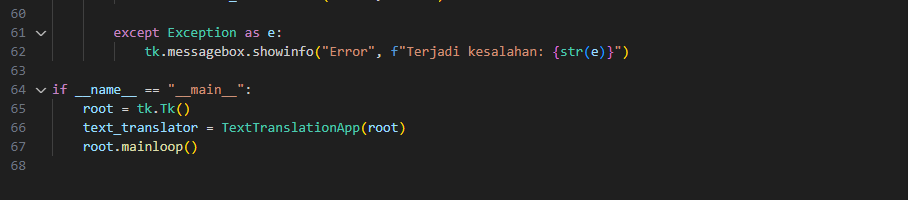 60
61 except Exception as e:
62 tk.messagebox.showinfo("Error", f"Terjadi kesalahan: {str(e)}")
63
64 if __name__ == "__main__":
65 root = tk.Tk()
66 text_translator = TextTranslationApp(root)
67 root.mainloop()
68